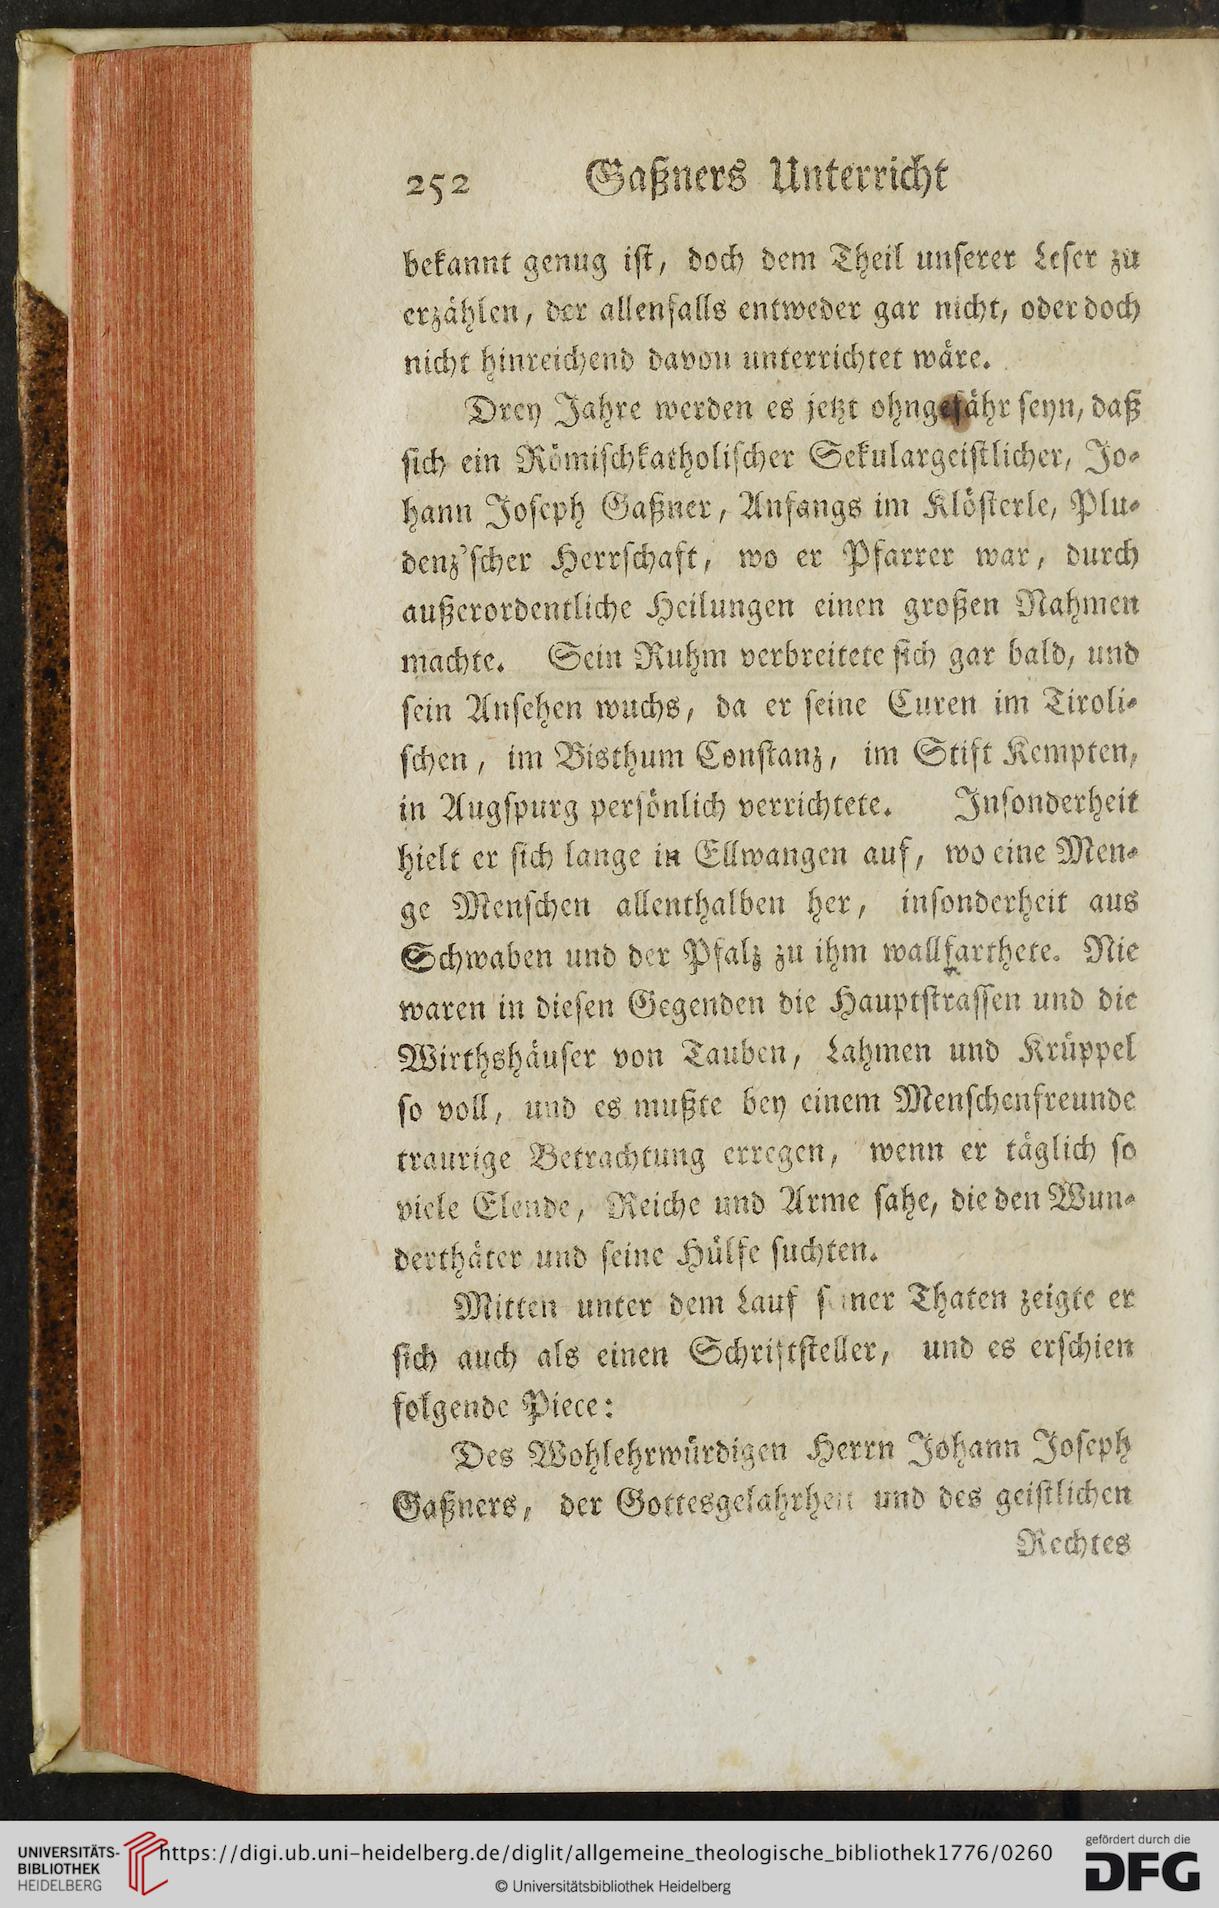 252 Gaßners Unterricht
bekannt genug ist, doch dem Theil unserer Leser zu
erzählen, der allenfalls entweder gar nicht, oder doch
nicht hinreichend davon unterrichtet wäre.
Drey Jahre werden es jetzt ohngefähr seyn, daß
sich ein Römischkatholischer Sekulargeistlicher, Jo-
hann Joseph Gaßner, Anfangs im Klösterle, Plu-
denz'scher Herrschaft, wo er Pfarrer war, durch
außerordentliche Heilungen einen großen Nahmen
machte. Sein Ruhm verbreitete sich gar bald, und
sein Ansehen wuchs, da er seine Curen im Tiroli-
schen, im Bisthum Constanz, im Stift Kempten,
in Augspurg persönlich verrichtete. Insonderheit
hielt er sich lange in Ellwangen auf, wo eine Men-
ge Menschen allenthalben her, insonderheit aus
Schwaben und der Pfalz zu ihm wallfarthete. Nie
waren in diesen Gegenden die Hauptstrassen und die
Wirthshäuser von Tauben, Lahmen und Krüppel
so voll, und es mußte bey einem Menschenfreunde
traurige Betrachtung erregen, wenn er täglich so
viele Elende, Reiche und Arme sahe, die den Wun-
derthäter und seine Hülfe suchten.
Mitten unter dem Lauf seiner Thaten zeigte er
sich auch als einen Schriftsteller, und es erschien
folgende Piece:
Des Wohlehrwürdigen Herrn Johann Joseph
Gaßners, der Gottesgelahrheit und des geistlichen
Rechtes
UNIVERSITÄTS-
BIBLIOTHEK
HEIDELBERG
https://digi.ub.uni-heidelberg.de/diglit/allgemeine_theologische_bibliothek1776/0260
© Universitätsbibliothek Heidelberg
gefördert durch die
DFG